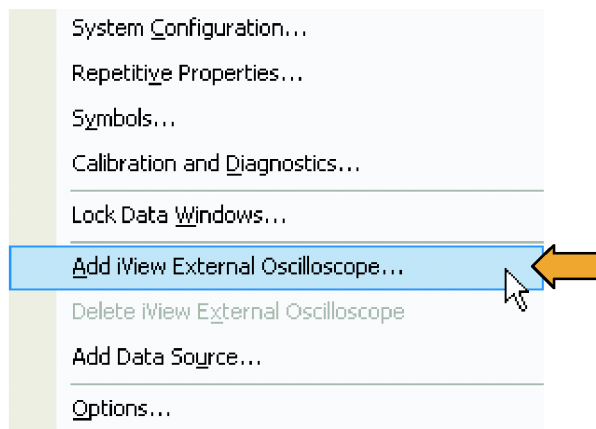 System Configuration...
Repetitive Properties...
Symbols...
Calibration and Diagnostics...
Lock Data Windows...
Add iView External Oscilloscope...
Delete iView External Oscilloscope
Add Data Source...
Options...